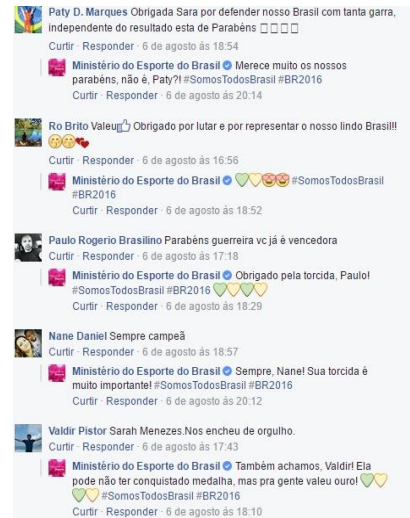 Paty D. Marques Obrigada Sara por defender nosso Brasil com tanta garra,
independente do resultado esta de Parabéns
Curtir · Responder · 6 de agosto às 18:54
Ministério do Esporte do Brasil Merece muito os nossos
parabéns, não é, Paty?! #SomosTodosBrasil #BR2016
Curtir · Responder · 6 de agosto às 20:14
Ro Brito Valeu👍 Obrigado por lutar e por representar o nosso lindo Brasil!!
Curtir · Responder · 6 de agosto às 16:56
Ministério do Esporte do Brasil #SomosTodosBrasil
#BR2016
Curtir · Responder · 6 de agosto às 18:52
Paulo Rogerio Brasilino Parabéns guerreira vc já é vencedora
Curtir · Responder · 6 de agosto às 17:18
Ministério do Esporte do Brasil Obrigado pela torcida, Paulo!
#SomosTodosBrasil #BR2016
Curtir · Responder · 6 de agosto às 18:29
Nane Daniel Sempre campeã
Curtir · Responder · 6 de agosto às 18:57
Ministério do Esporte do Brasil Sempre, Nane! Sua torcida é
muito importante! #SomosTodosBrasil #BR2016
Curtir · Responder · 6 de agosto às 20:12
Valdir Pistor Sarah Menezes.Nos encheu de orgulho.
Curtir · Responder · 6 de agosto às 17:43
Ministério do Esporte do Brasil Também achamos, Valdir! Ela
pode não ter conquistado medalha, mas pra gente valeu ouro!
#SomosTodosBrasil #BR2016
Curtir · Responder · 6 de agosto às 18:10